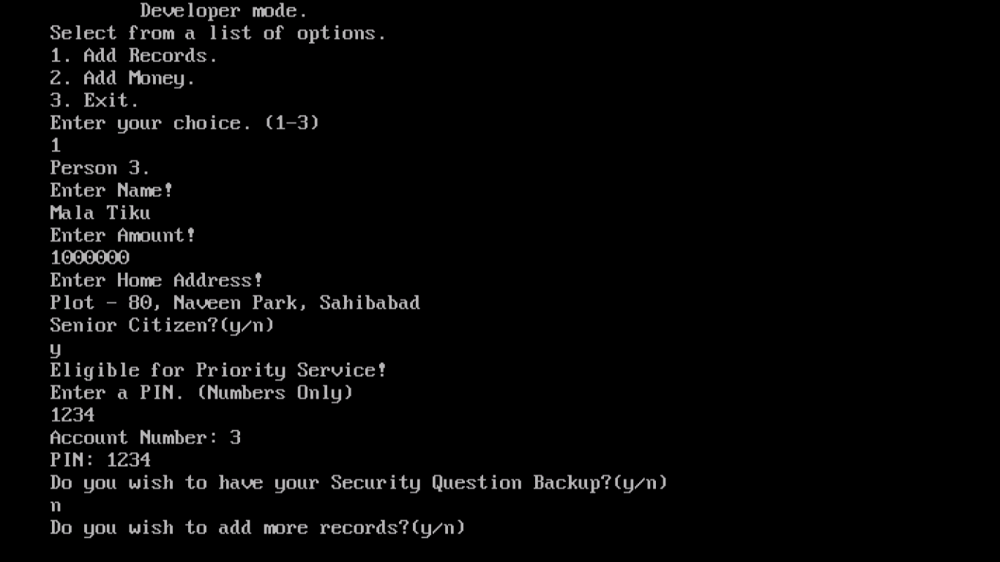 Developer mode.
Select from a list of options.
1. Add Records.
2. Add Money.
3. Exit.
Enter your choice. (1-3)
1
Person 3.
Enter Name!
Mala Tiku
Enter Amount!
1000000
Enter Home Address!
Plot - 80, Naveen Park, Sahibabad
Senior Citizen?(y/n)
y
Eligible for Priority Service!
Enter a PIN. (Numbers Only)
1234
Account Number: 3
PIN: 1234
Do you wish to have your Security Question Backup?(y/n)
n
Do you wish to add more records?(y/n)